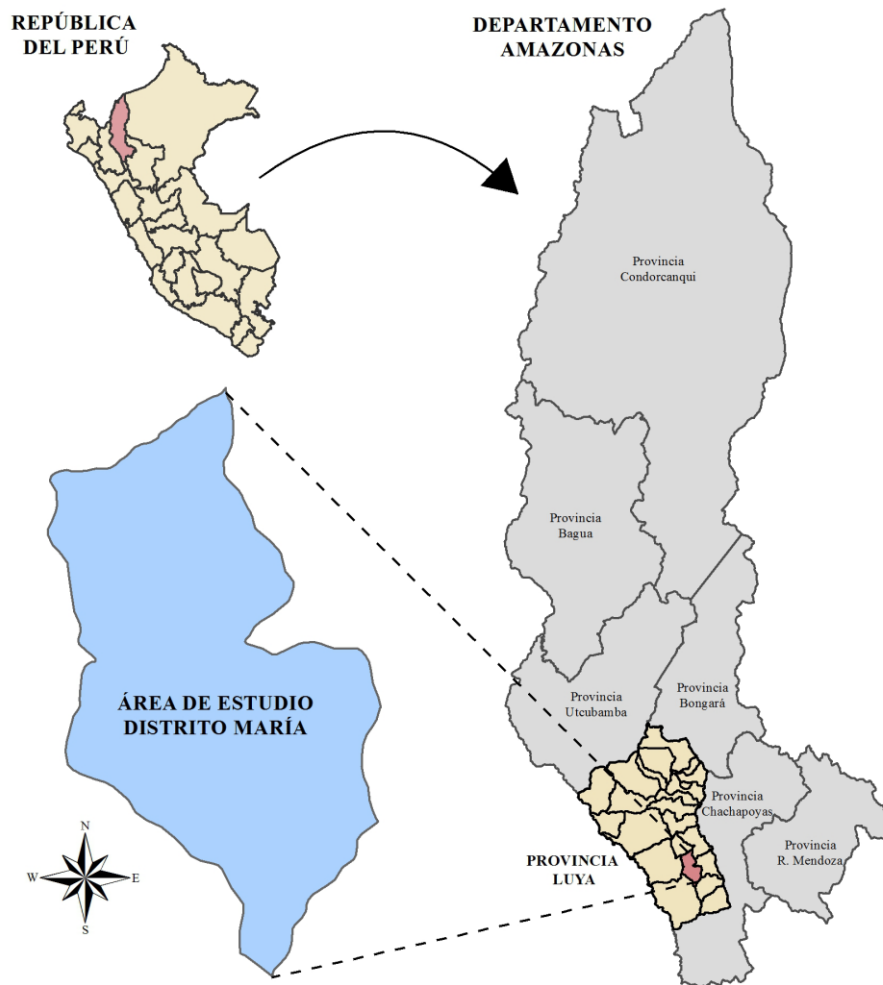 REPÚBLICA
DEL PERÚ
DEPARTAMENTO
AMAZONAS
Provincia
Condorcanqui
Provincia
Bagua
Provincia
Utcubamba
Provincia
Bongará
Provincia
Chachapoyas
Provincia
R. Mendoza
PROVINCIA
LUYA
ÁREA DE ESTUDIO
DISTRITO MARÍA
N
W
E
S